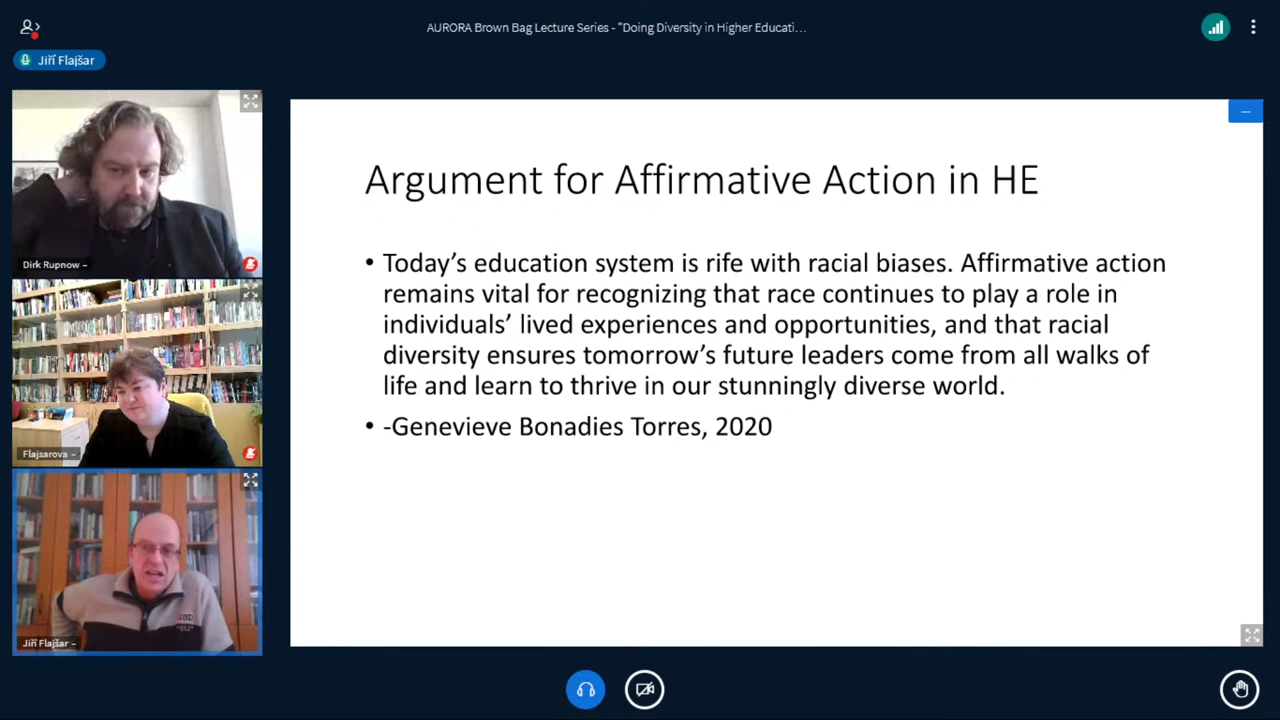 AURORA Brown Bag Lecture Series - "Doing Diversity in Higher Educati…
Jiří Flajšar
Dirk Rupnow –
Flajsarova –
Jiří Flajšar –
Argument for Affirmative Action in HE
• Today’s education system is rife with racial biases. Affirmative action
remains vital for recognizing that race continues to play a role in
individuals’ lived experiences and opportunities, and that racial
diversity ensures tomorrow’s future leaders come from all walks of
life and learn to thrive in our stunningly diverse world.
• -Genevieve Bonadies Torres, 2020